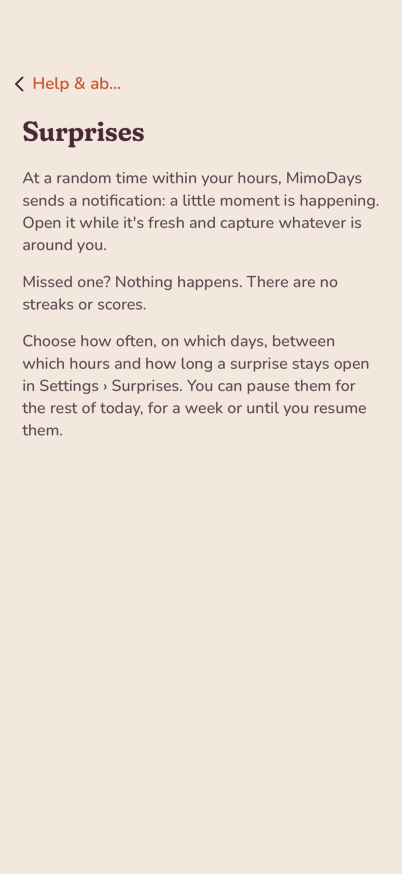 Help & ab...
Surprises
At a random time within your hours, MimoDays
sends a notification: a little moment is happening.
Open it while it's fresh and capture whatever is
around you.
Missed one? Nothing happens. There are no
streaks or scores.
Choose how often, on which days, between
which hours and how long a surprise stays open
in Settings › Surprises. You can pause them for
the rest of today, for a week or until you resume
them.